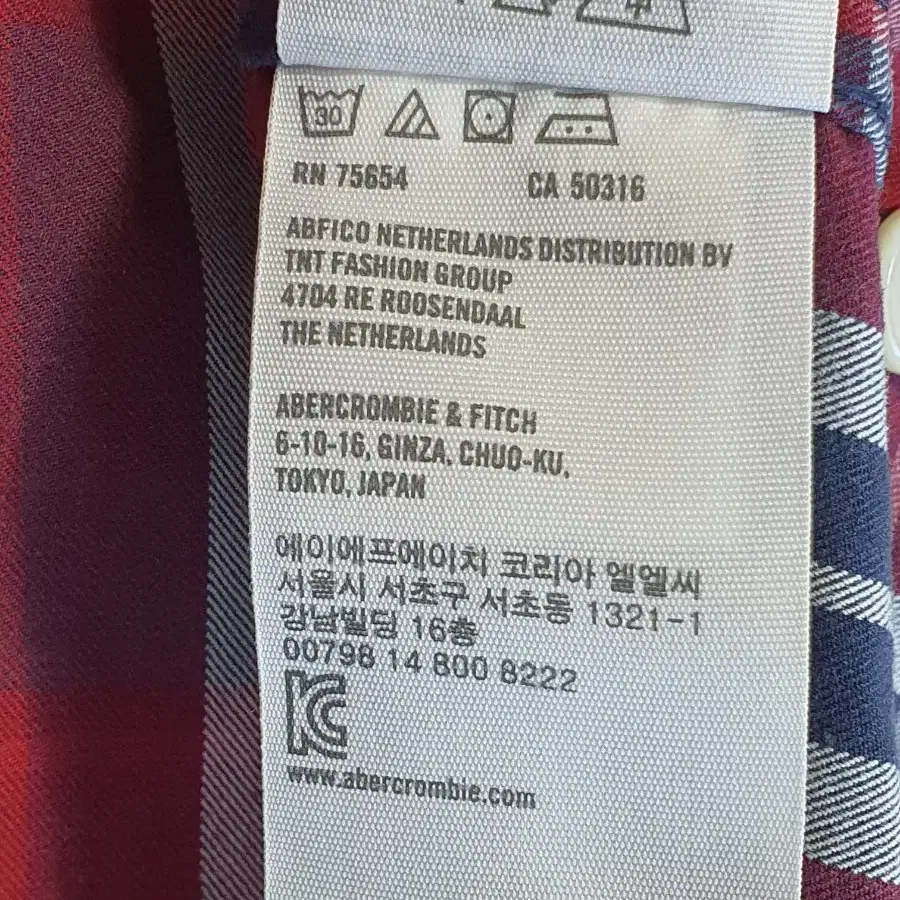 30
RN 75654 CA 50316
ABFICO NETHERLANDS DISTRIBUTION BV
TNT FASHION GROUP
4704 RE ROOSENDAAL
THE NETHERLANDS
ABERCROMBIE & FITCH
6-10-16, GINZA, CHUO-KU,
TOKYO, JAPAN
에이에프에이치 코리아 엘엘씨
서울시 서초구 서초동 1321-1
강남빌딩 16층
00798 14 800 8222
www.abercrombie.com